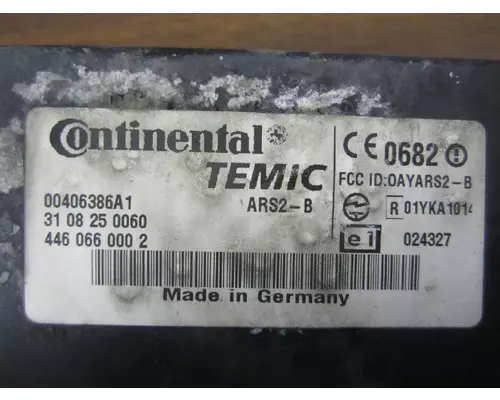 Continental
TEMIC
ARS2-B
00406386A1
31 08 25 0060
446 066 000 2
CE 0682
FCC ID:OAYARS2-B
R 01YKA1014
e1 024327
Made in Germany